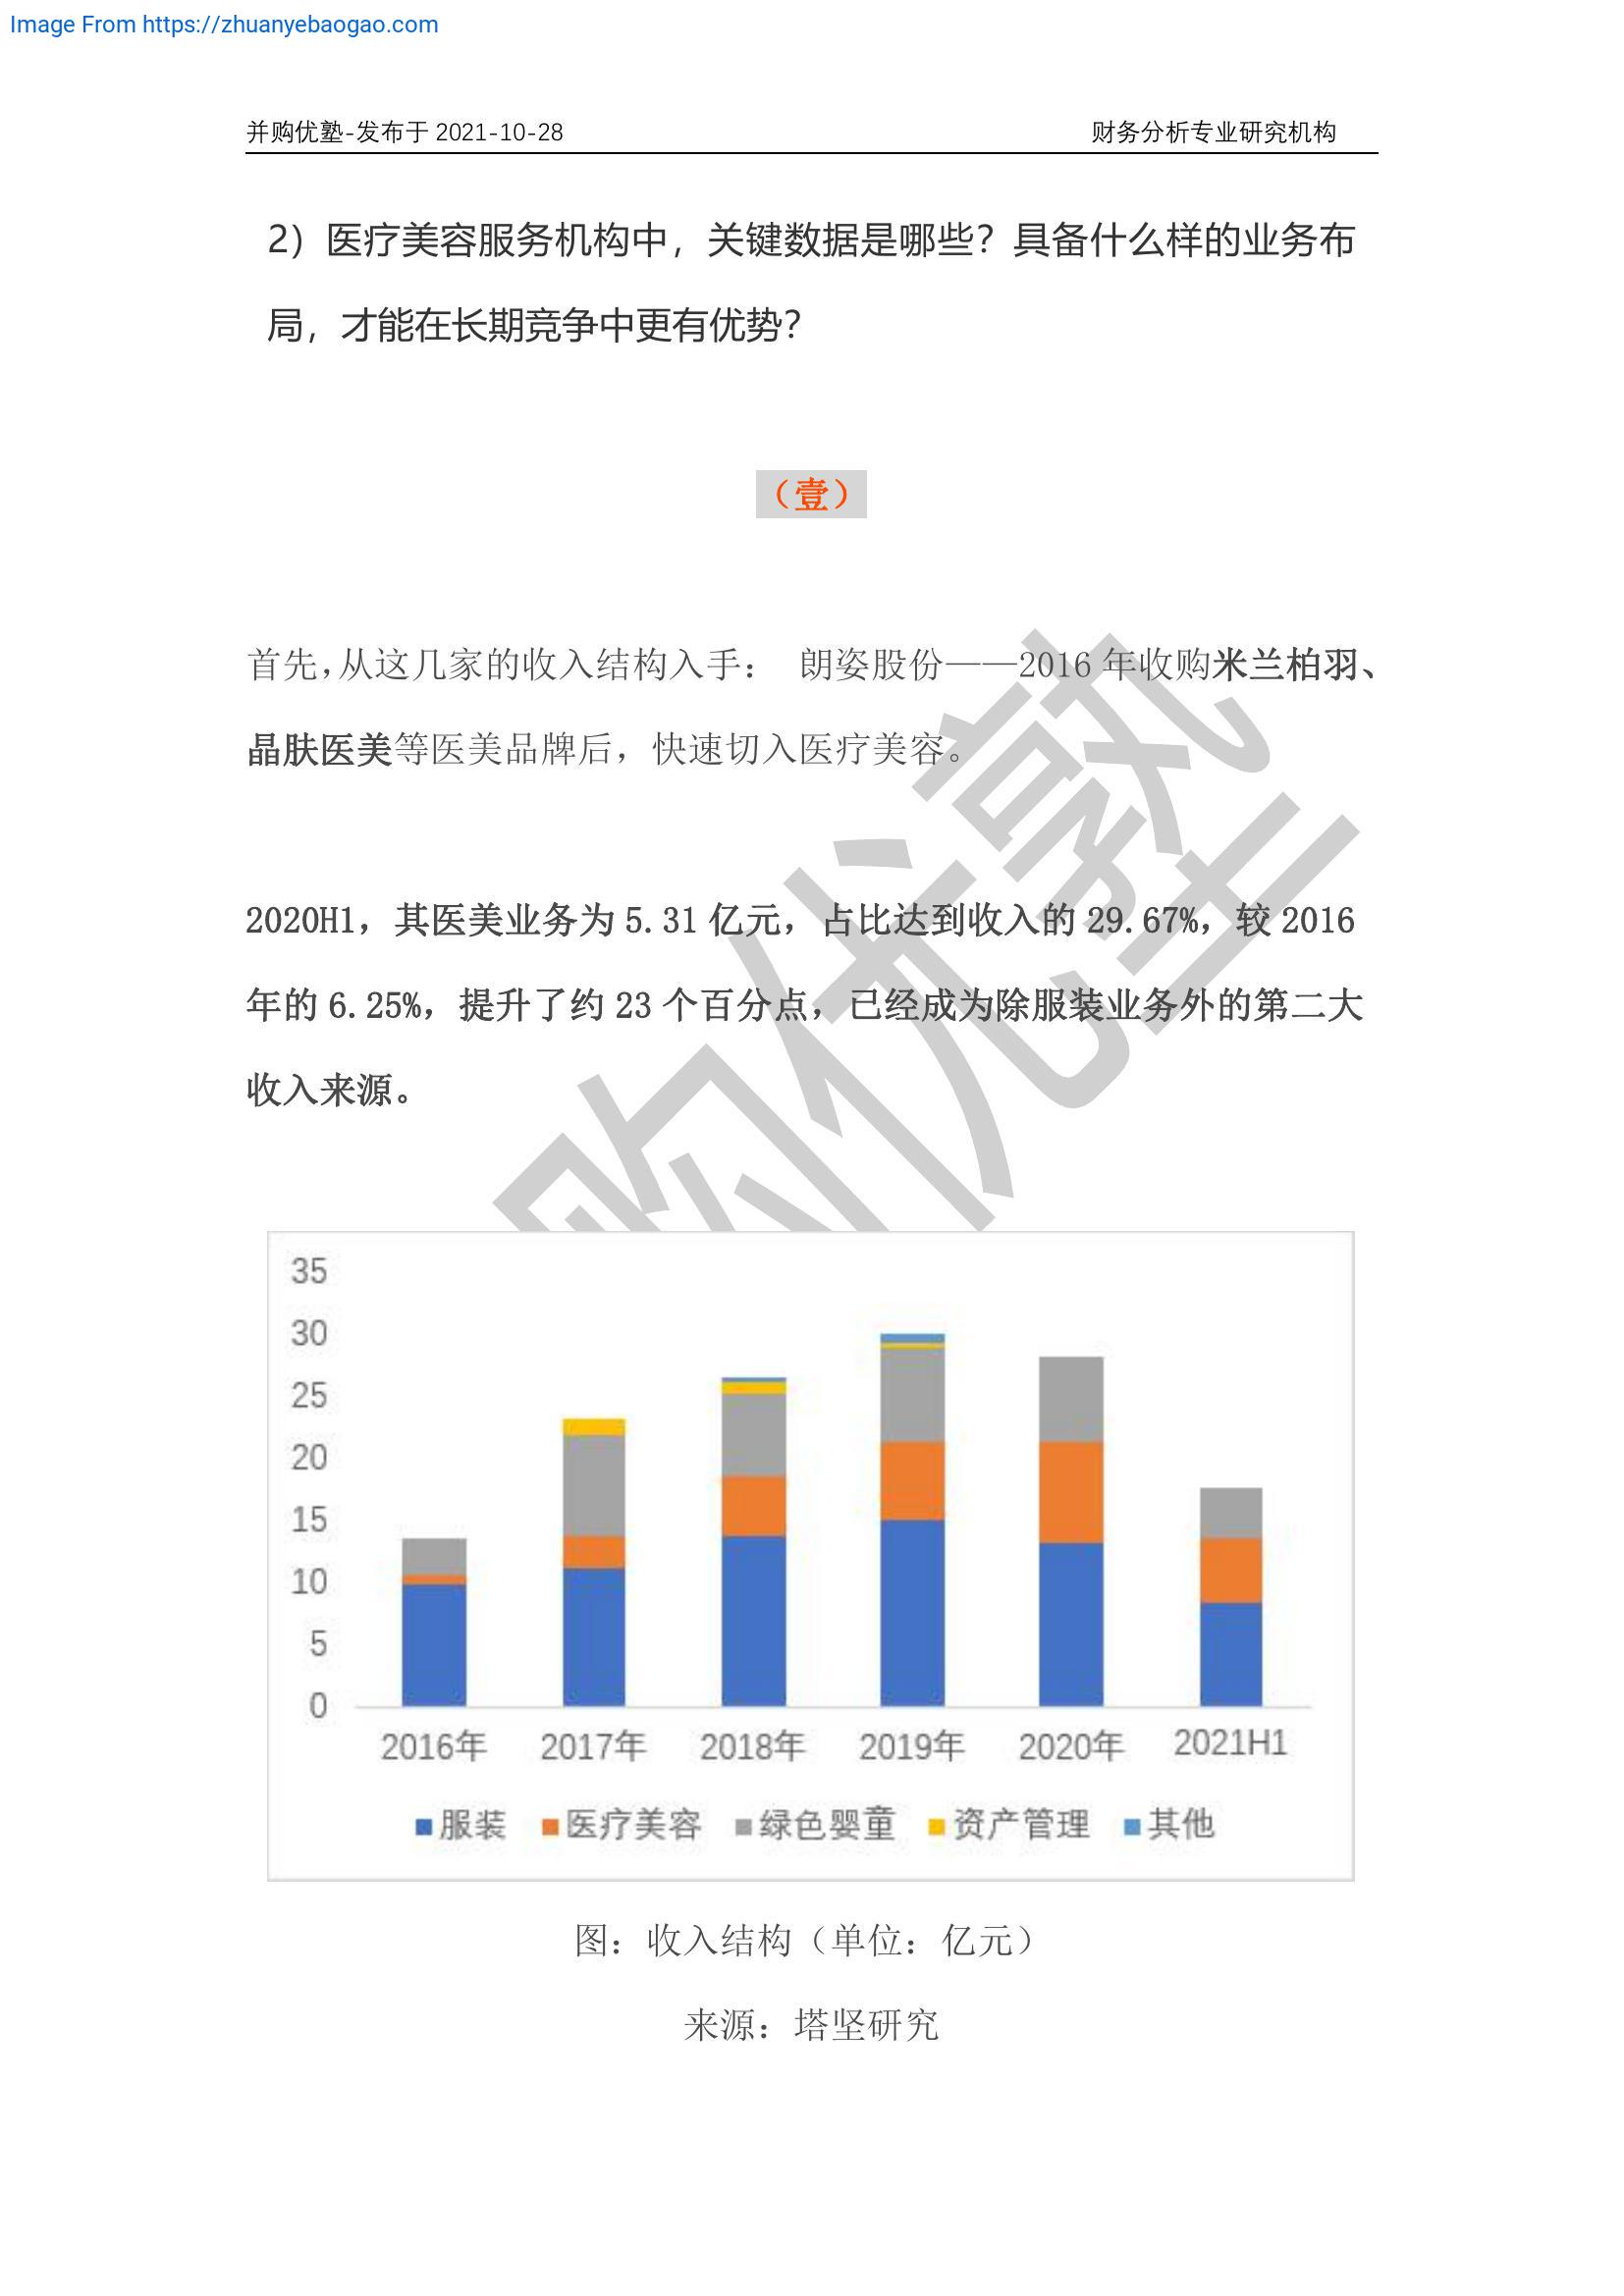 Image From https://zhuanyebaogao.com
并购优塾-发布于 2021-10-28 财务分析专业研究机构
2）医疗美容服务机构中，关键数据是哪些？具备什么样的业务布
局，才能在长期竞争中更有优势？
（壹）
首先，从这几家的收入结构入手： 朗姿股份——2016 年收购米兰柏羽、
晶肤医美等医美品牌后，快速切入医疗美容。
2020H1，其医美业务为 5.31 亿元，占比达到收入的 29.67%，较 2016
年的 6.25%，提升了约 23 个百分点，已经成为除服装业务外的第二大
收入来源。
购优塾
35
30
25
20
15
10
5
0
2016年 2017年 2018年 2019年 2020年 2021H1
服装 医疗美容 绿色婴童 资产管理 其他
图：收入结构（单位：亿元）
来源：塔坚研究